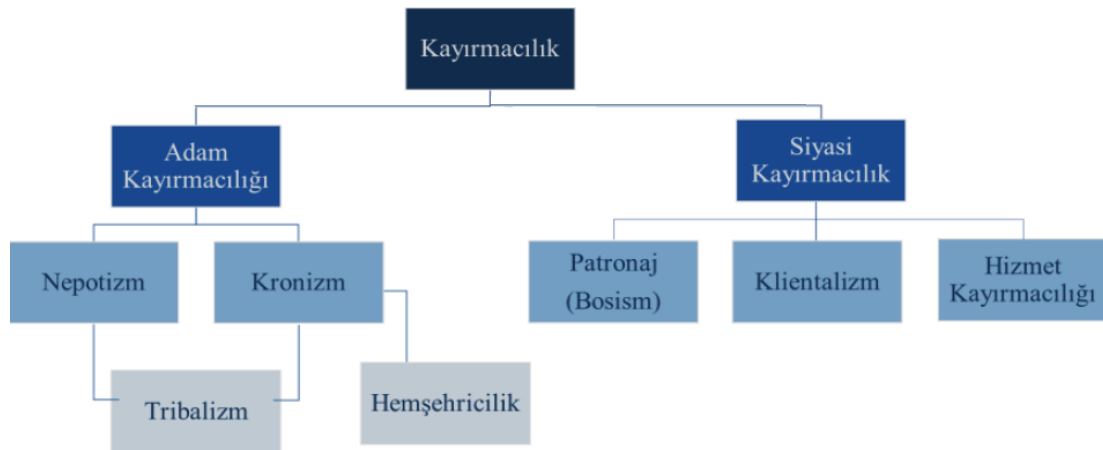 Kayırmacılık
Adam
Kayırmacılığı
Siyasi
Kayırmacılık
Nepotizm
Kronizm
Patronaj
(Bosism)
Klientalizm
Hizmet
Kayırmacılığı
Tribalizm
Hemşehricilik